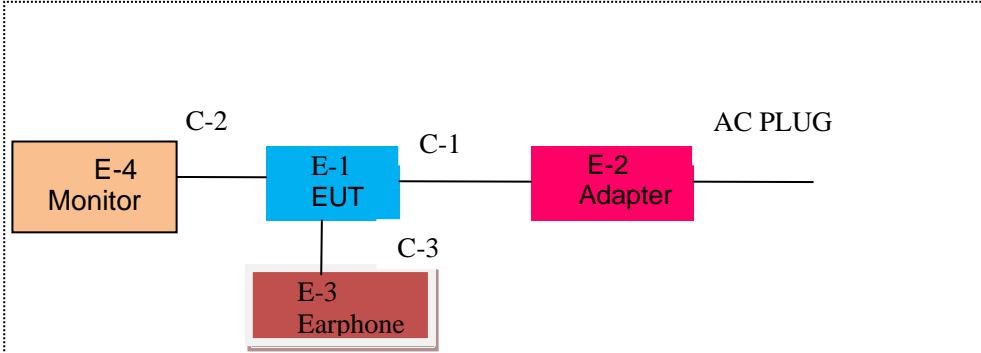 C-2
C-1
AC PLUG
E-4
Monitor
E-1
EUT
E-2
Adapter
C-3
E-3
Earphone